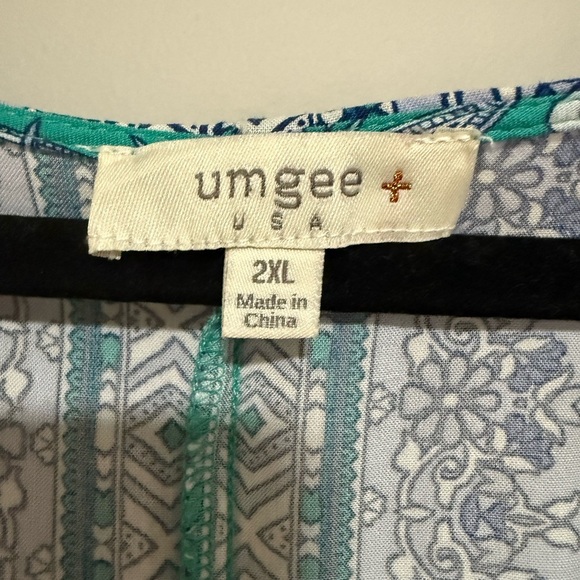 umgee +
USA
2XL
Made in
China